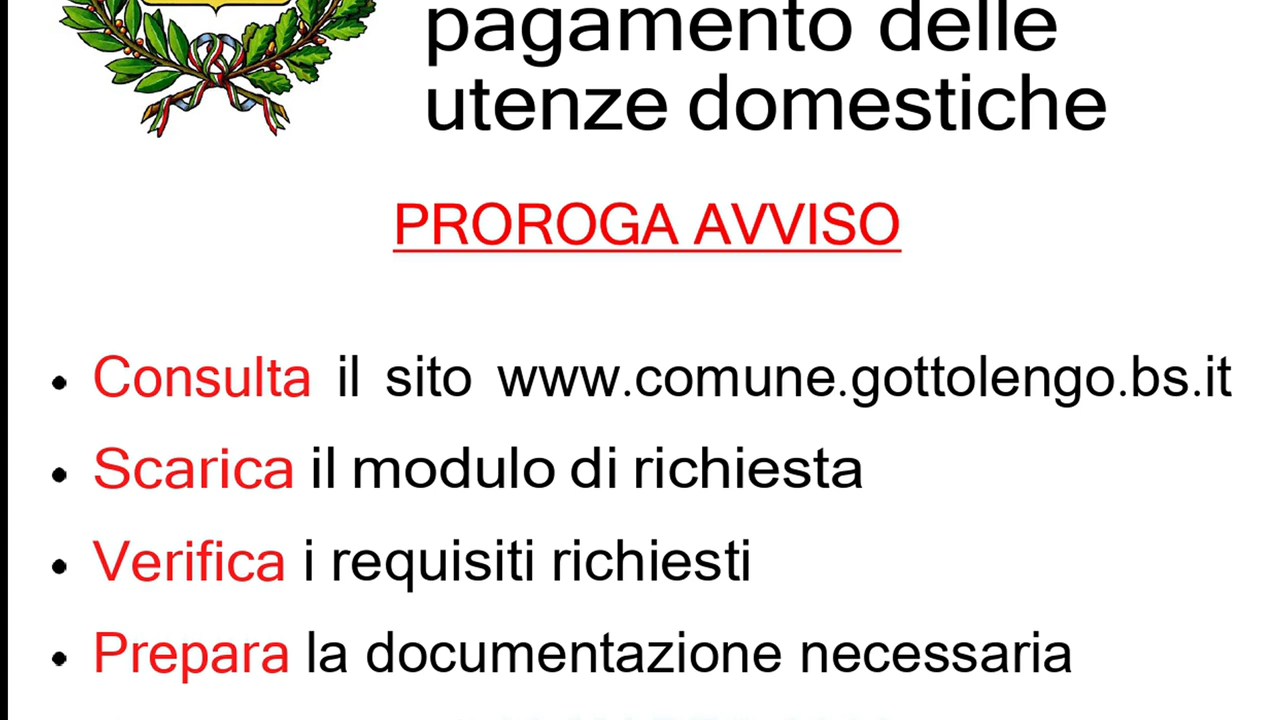 pagamento delle
utenze domestiche
PROROGA AVVISO
• Consulta il sito www.comune.gottolengo.bs.it
• Scarica il modulo di richiesta
• Verifica i requisiti richiesti
• Prepara la documentazione necessaria